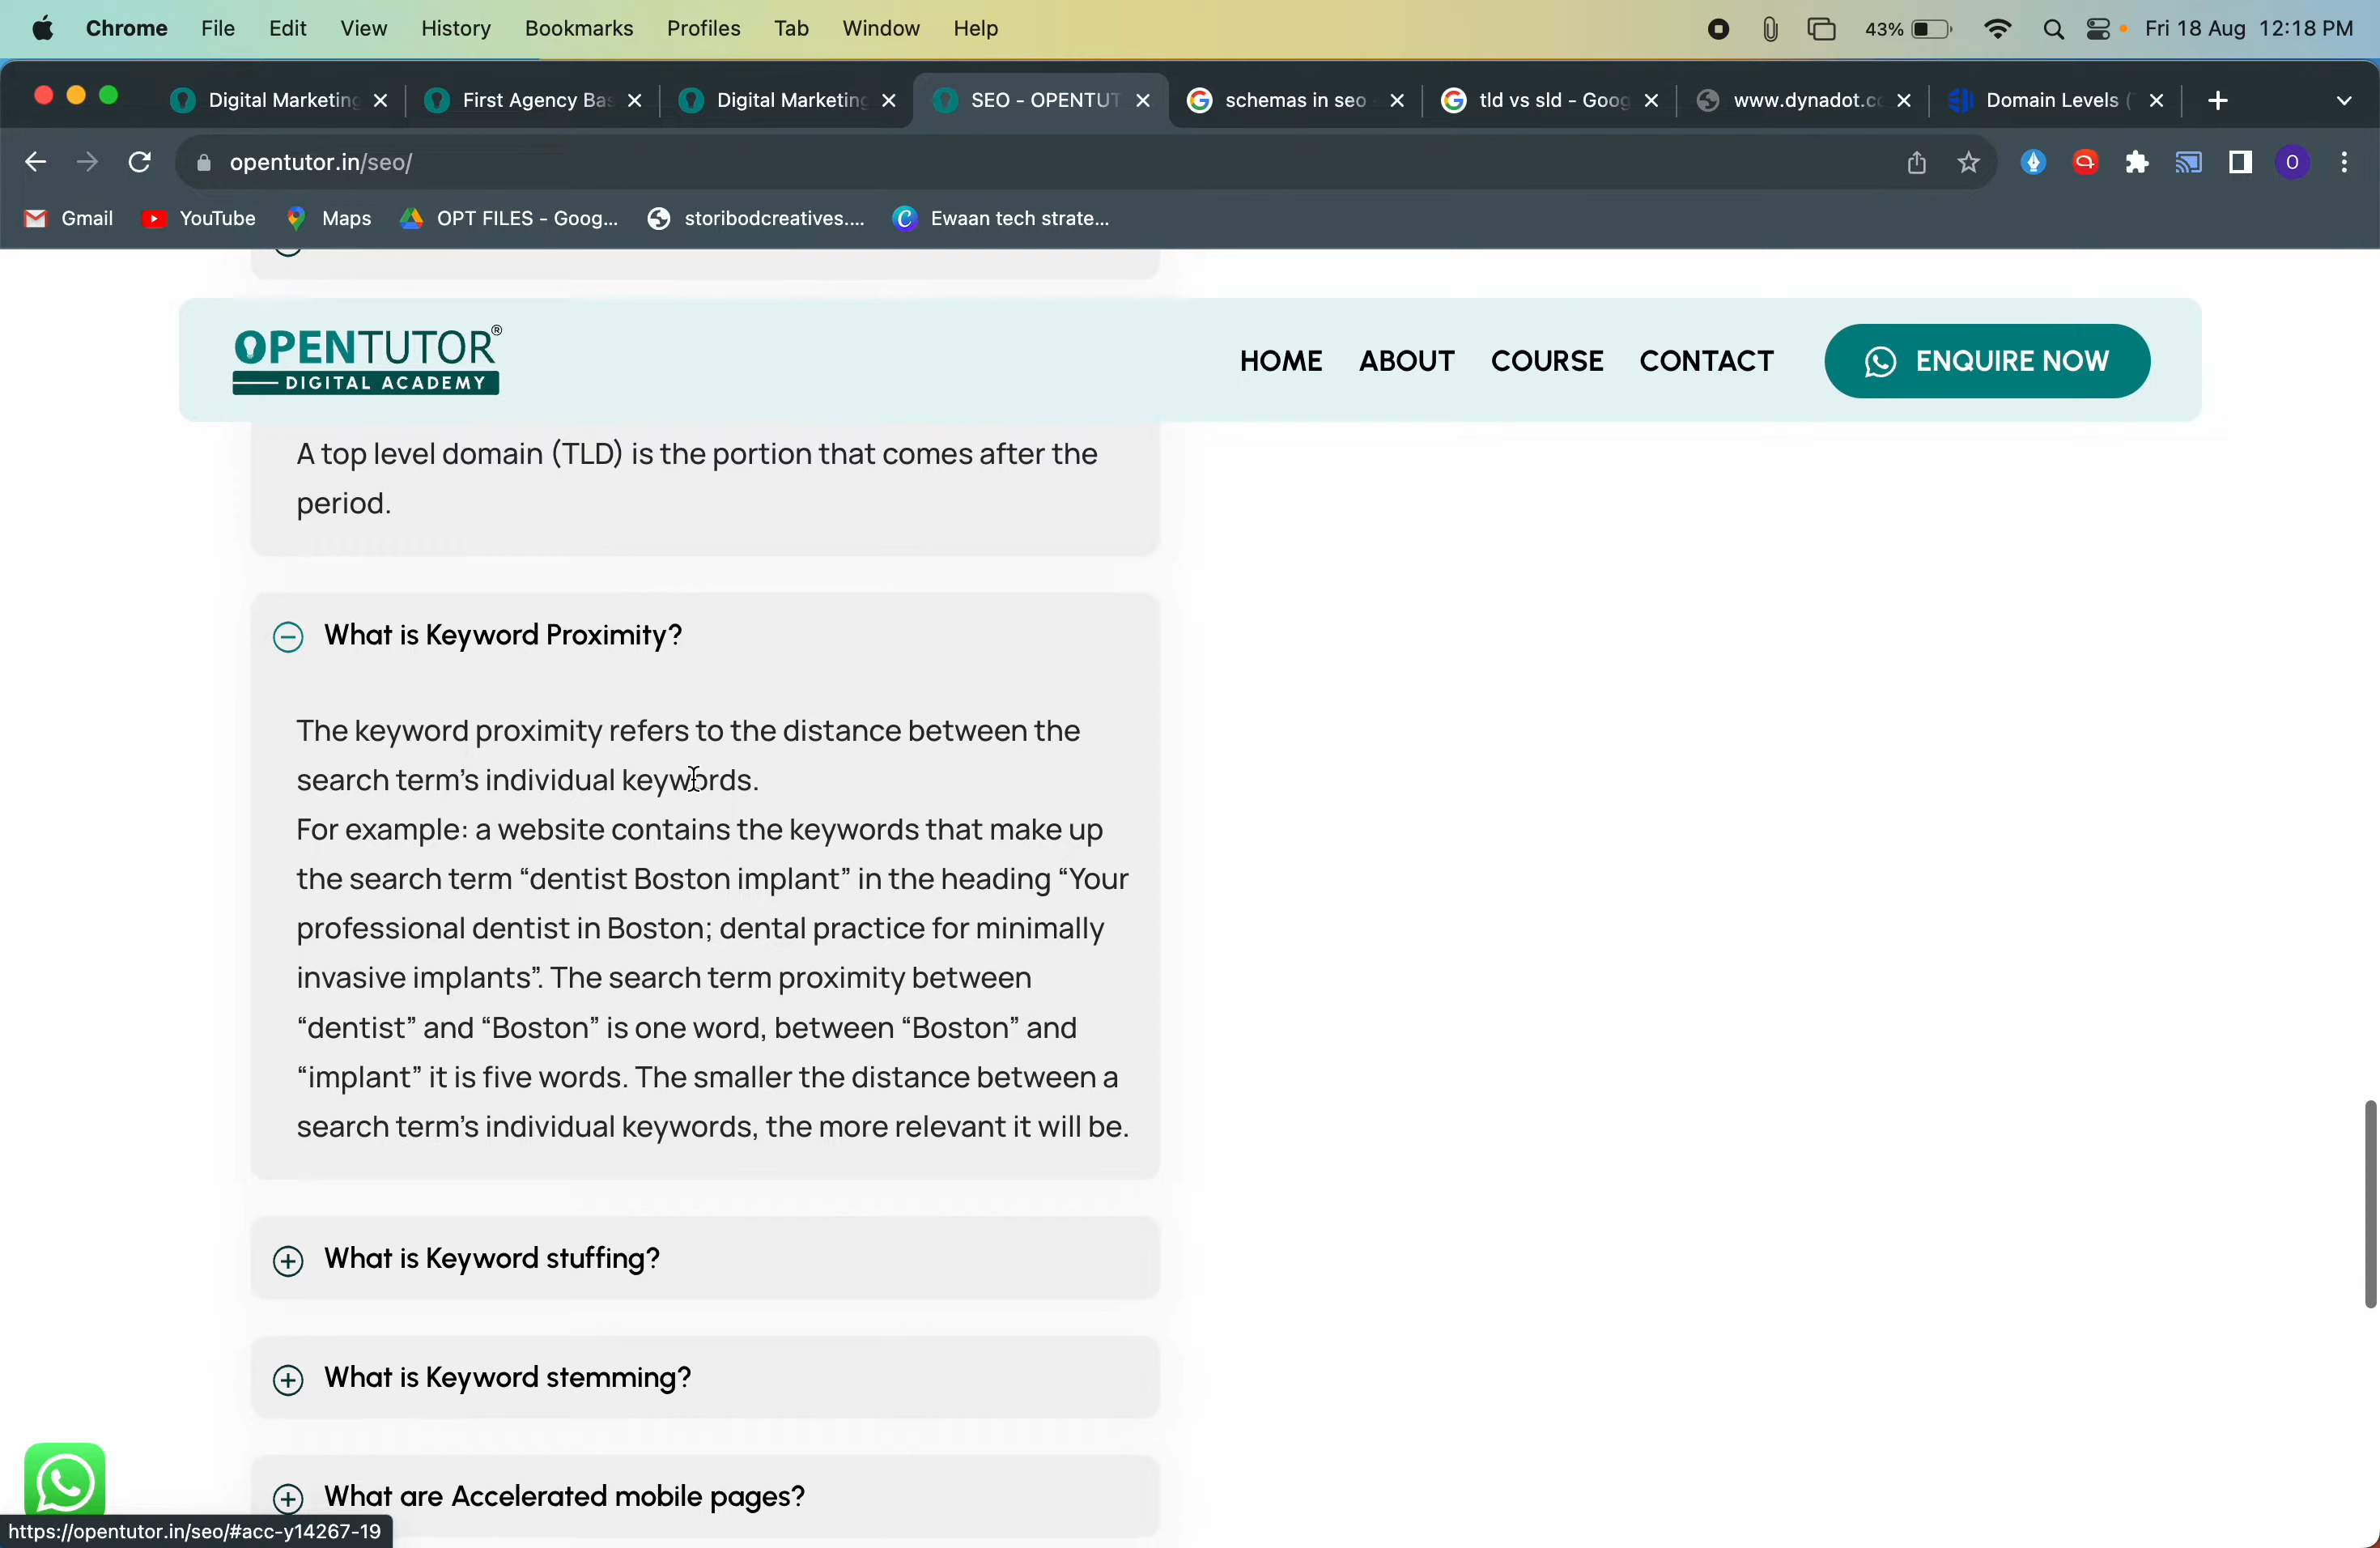 Chrome File Edit View History Bookmarks Profiles Tab Window Help 43% Fri 18 Aug 12:18 PM
Digital Marketing First Agency Bas Digital Marketing SEO - OPENTUT schemas in seo tld vs sld - Goog www.dynadot.co Domain Levels (
opentutor.in/seo/ O
Gmail YouTube Maps OPT FILES - Goog... storibodcreatives.... Ewaan tech strate...
OPENTUTOR®
DIGITAL ACADEMY
HOME ABOUT COURSE CONTACT ENQUIRE NOW
A top level domain (TLD) is the portion that comes after the
period.
What is Keyword Proximity?
The keyword proximity refers to the distance between the
search term’s individual keywords.
For example: a website contains the keywords that make up
the search term “dentist Boston implant” in the heading “Your
professional dentist in Boston; dental practice for minimally
invasive implants”. The search term proximity between
“dentist” and “Boston” is one word, between “Boston” and
“implant” it is five words. The smaller the distance between a
search term’s individual keywords, the more relevant it will be.
What is Keyword stuffing?
What is Keyword stemming?
What are Accelerated mobile pages?
https://opentutor.in/seo/#acc-y14267-19